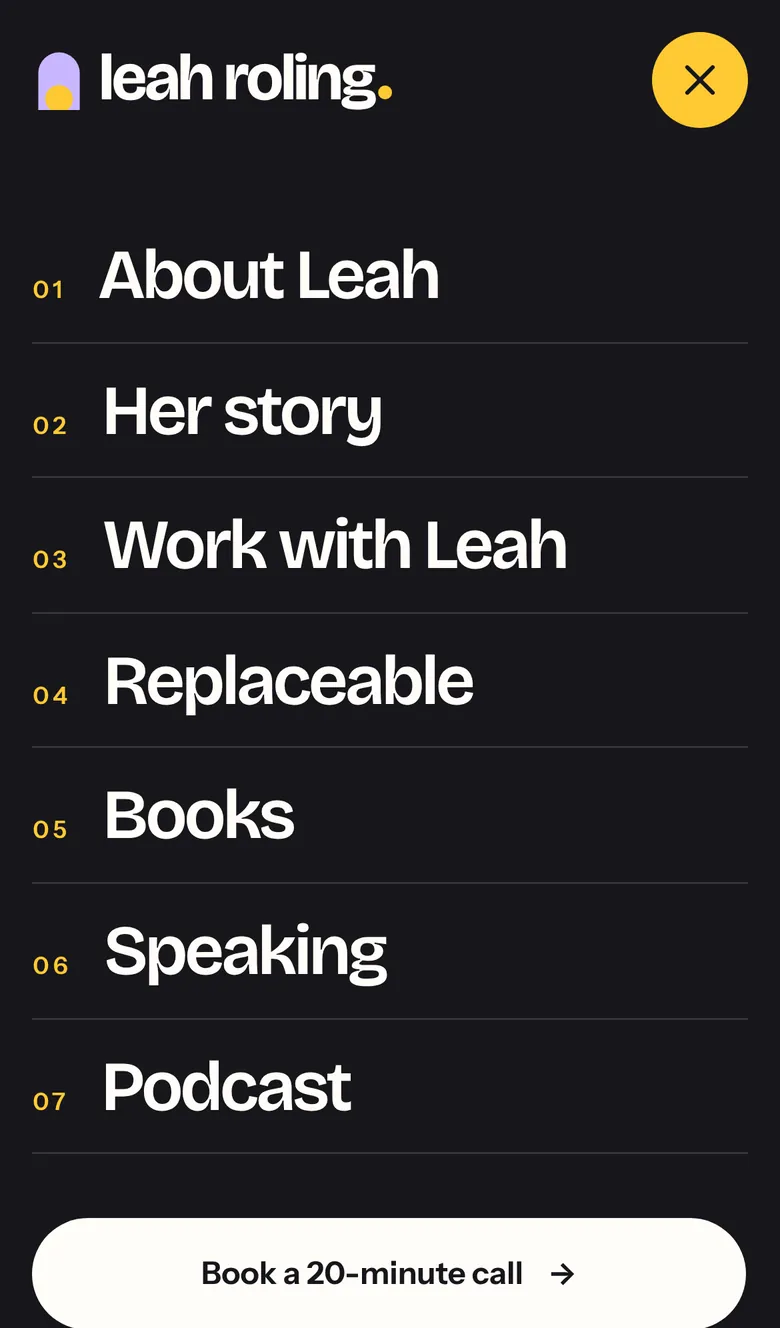 leah roling.
01 About Leah
02 Her story
03 Work with Leah
04 Replaceable
05 Books
06 Speaking
07 Podcast
Book a 20-minute call →